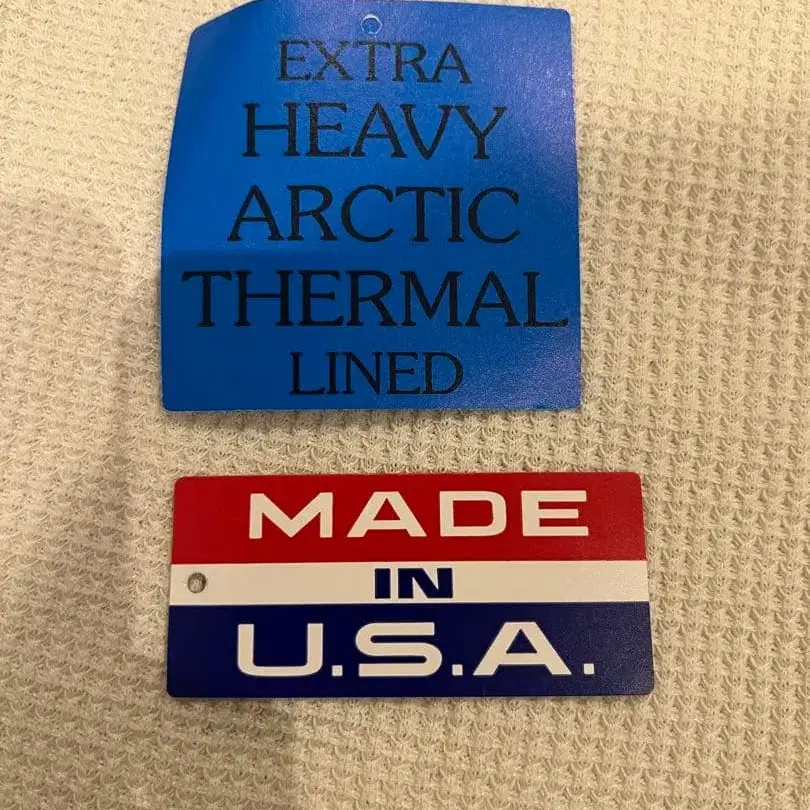 EXTRA
HEAVY
ARCTIC
THERMAL
LINED
MADE
IN
U.S.A.